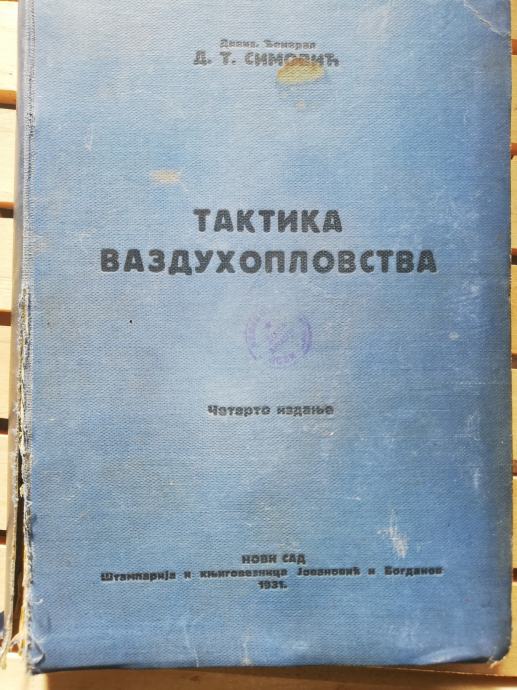 Дивиз. Ђенерал
Д. Т. СИМОВИЋ
ТАКТИКА
ВАЗДУХОПЛОВСТВА
Четврто издање
НОВИ САД
Штампарија и књиговезница Јовановић и Богданов
1931.